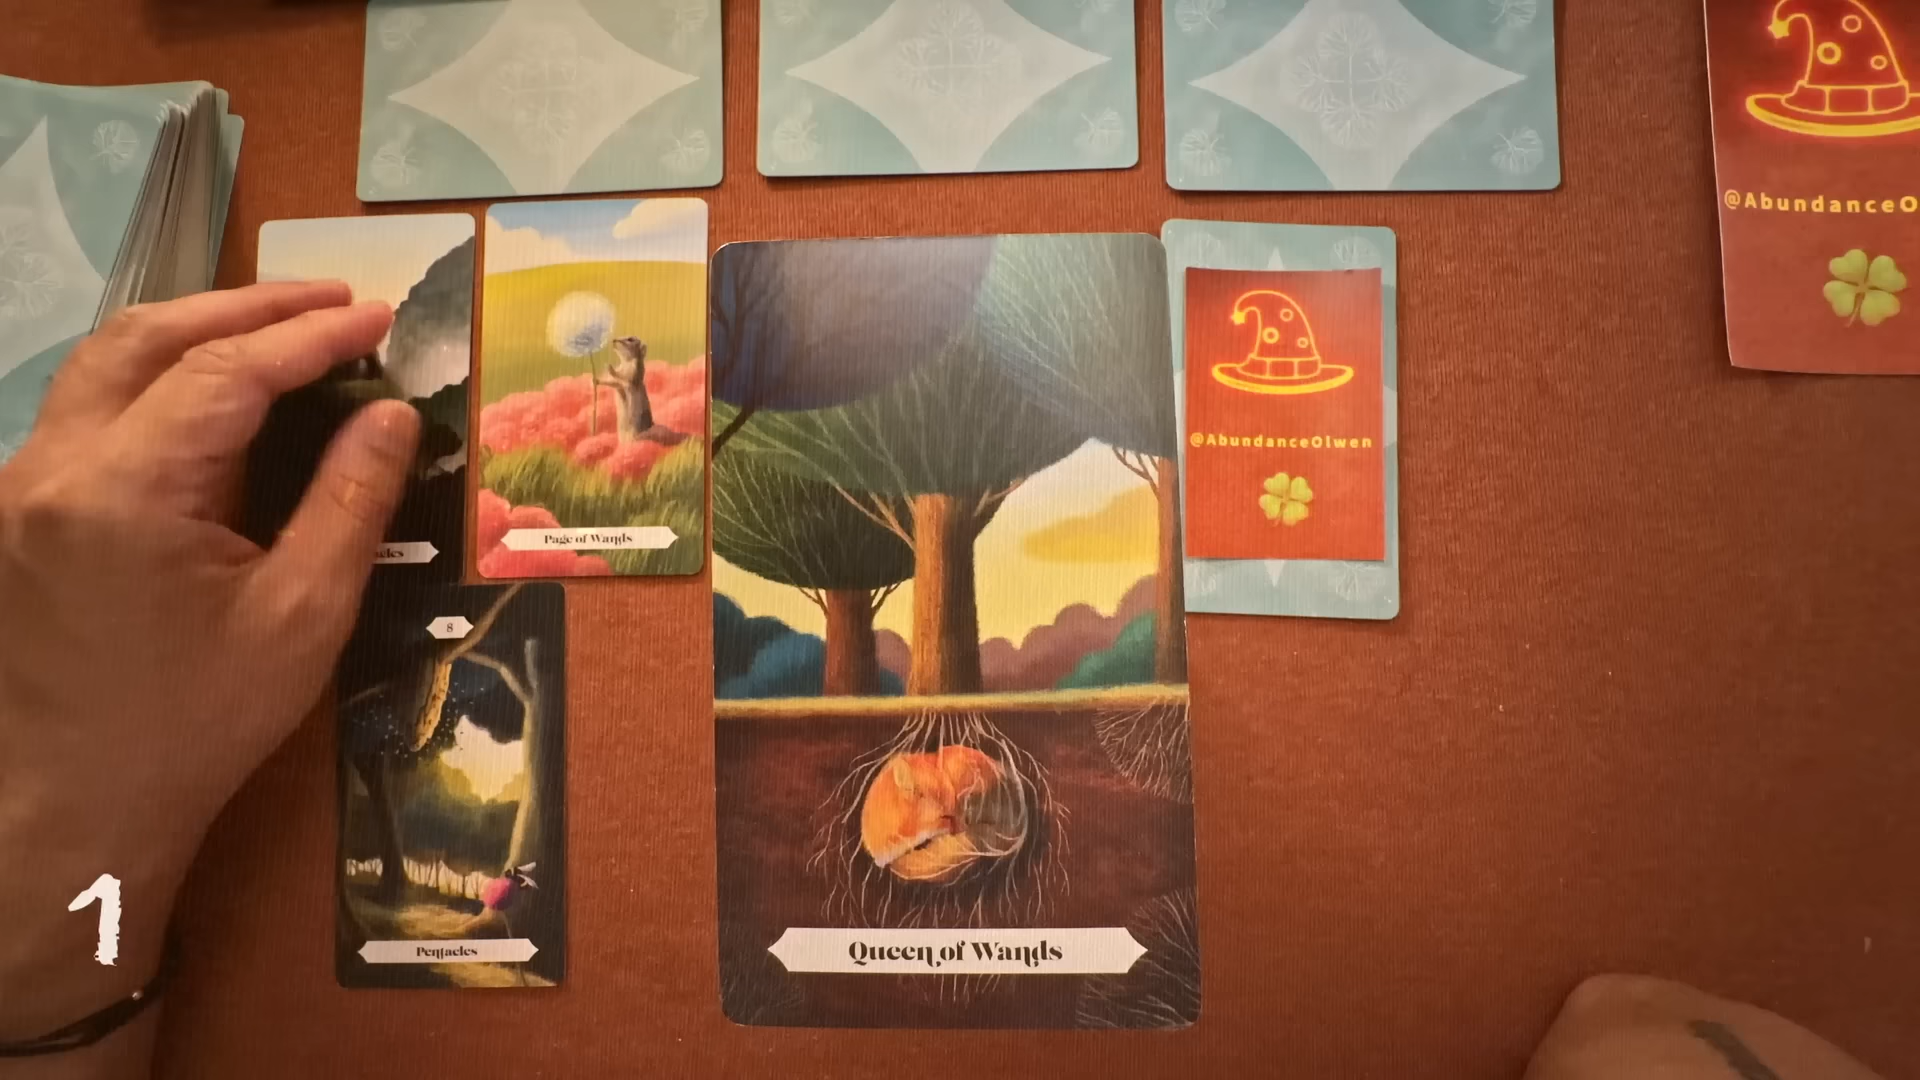 @AbundanceO
Page of Wands
@AbundanceOlwen
8
Pentacles
Queen of Wands
1